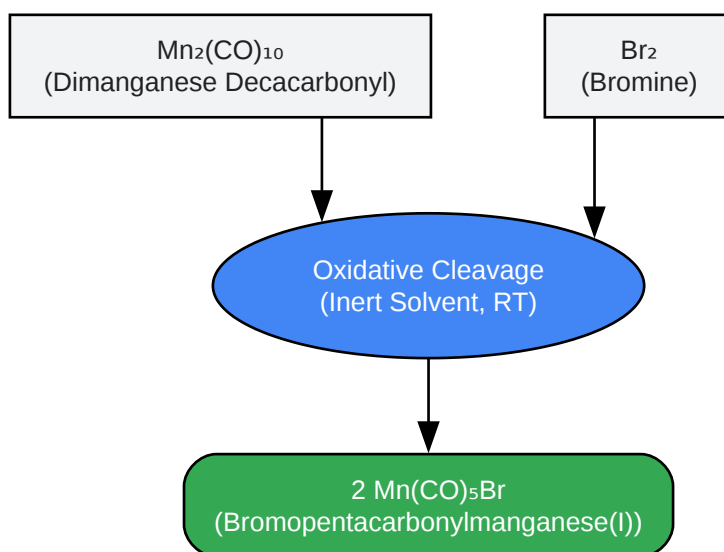 Mn₂(CO)₁₀
(Dimanganese Decacarbonyl)
Br₂
(Bromine)
Oxidative Cleavage
(Inert Solvent, RT)
2 Mn(CO)₅Br
(Bromopentacarbonylmanganese(I))